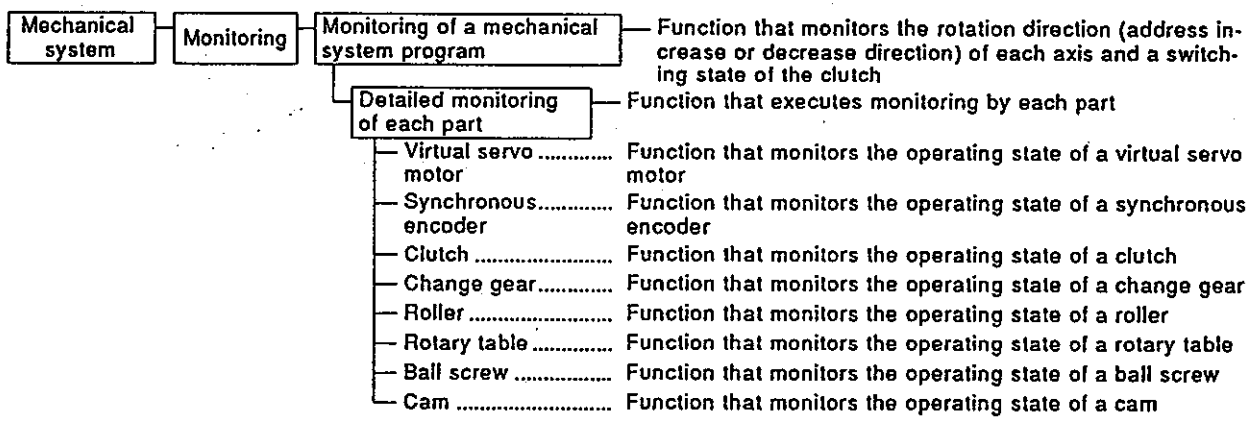 Mechanical system
Monitoring
Monitoring of a mechanical system program
Function that monitors the rotation direction (address in-
crease or decrease direction) of each axis and a switch-
ing state of the clutch
Detailed monitoring of each part
Function that executes monitoring by each part
Virtual servo motor ............. Function that monitors the operating state of a virtual servo motor
Synchronous encoder ............. Function that monitors the operating state of a synchronous encoder
Clutch ........................ Function that monitors the operating state of a clutch
Change gear ............. Function that monitors the operating state of a change gear
Roller ......................... Function that monitors the operating state of a roller
Rotary table .............. Function that monitors the operating state of a rotary table
Ball screw ................. Function that monitors the operating state of a ball screw
Cam ........................... Function that monitors the operating state of a cam